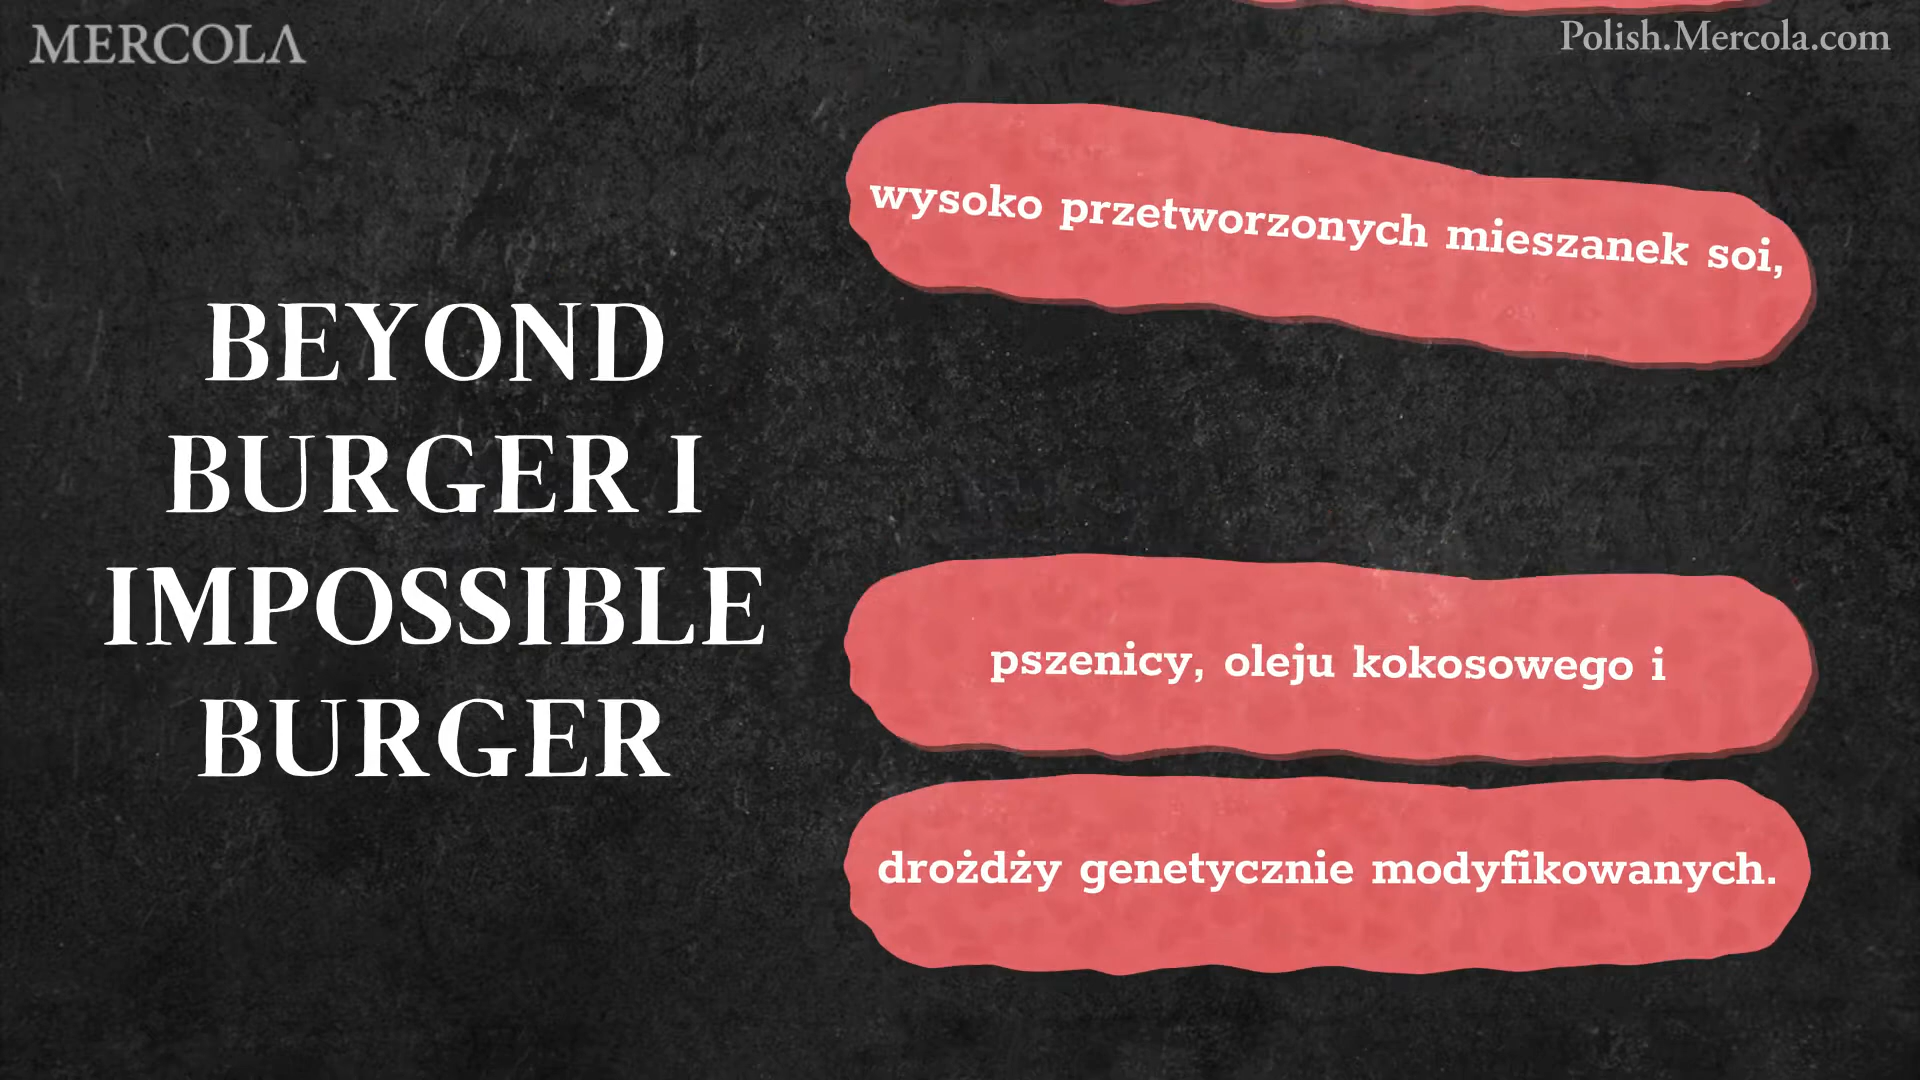 MERCOLA
Polish.Mercola.com
BEYOND
BURGER I
IMPOSSIBLE
BURGER
wysoko przetworzonych mieszanek soi,
pszenicy, oleju kokosowego i
drożdży genetycznie modyfikowanych.